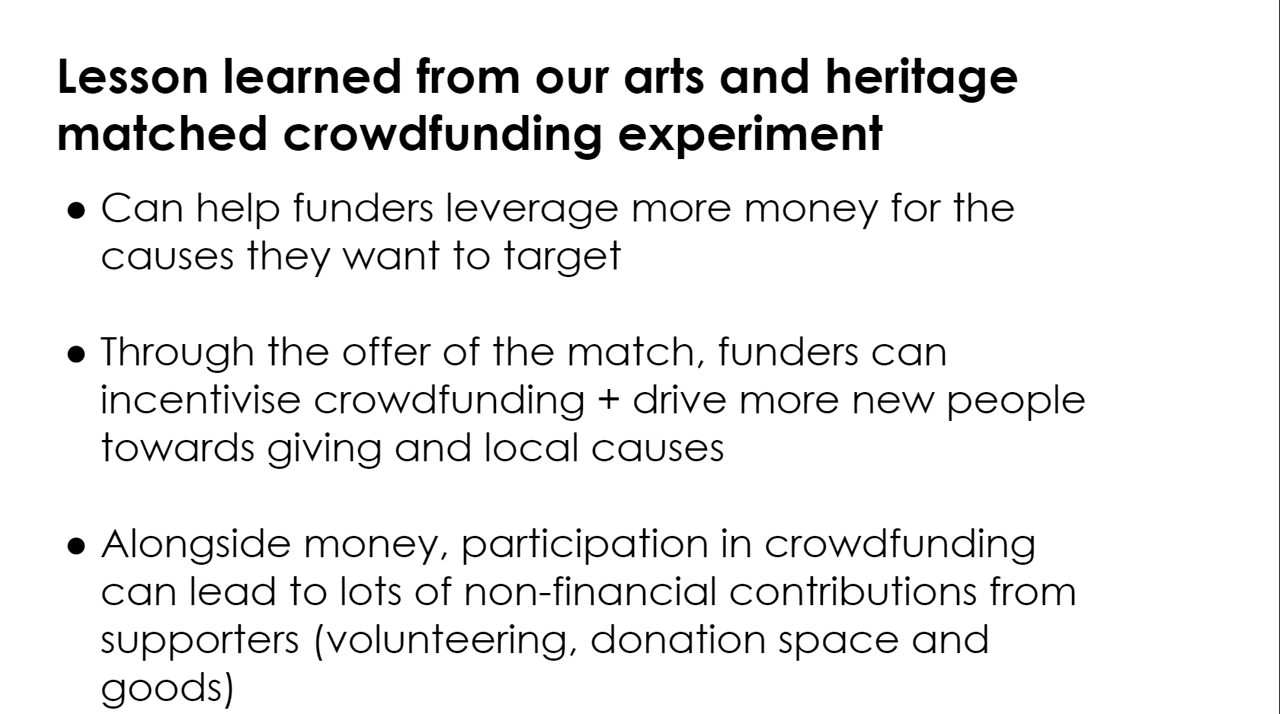 Lesson learned from our arts and heritage
matched crowdfunding experiment
● Can help funders leverage more money for the
causes they want to target
● Through the offer of the match, funders can
incentivise crowdfunding + drive more new people
towards giving and local causes
● Alongside money, participation in crowdfunding
can lead to lots of non-financial contributions from
supporters (volunteering, donation space and
goods)